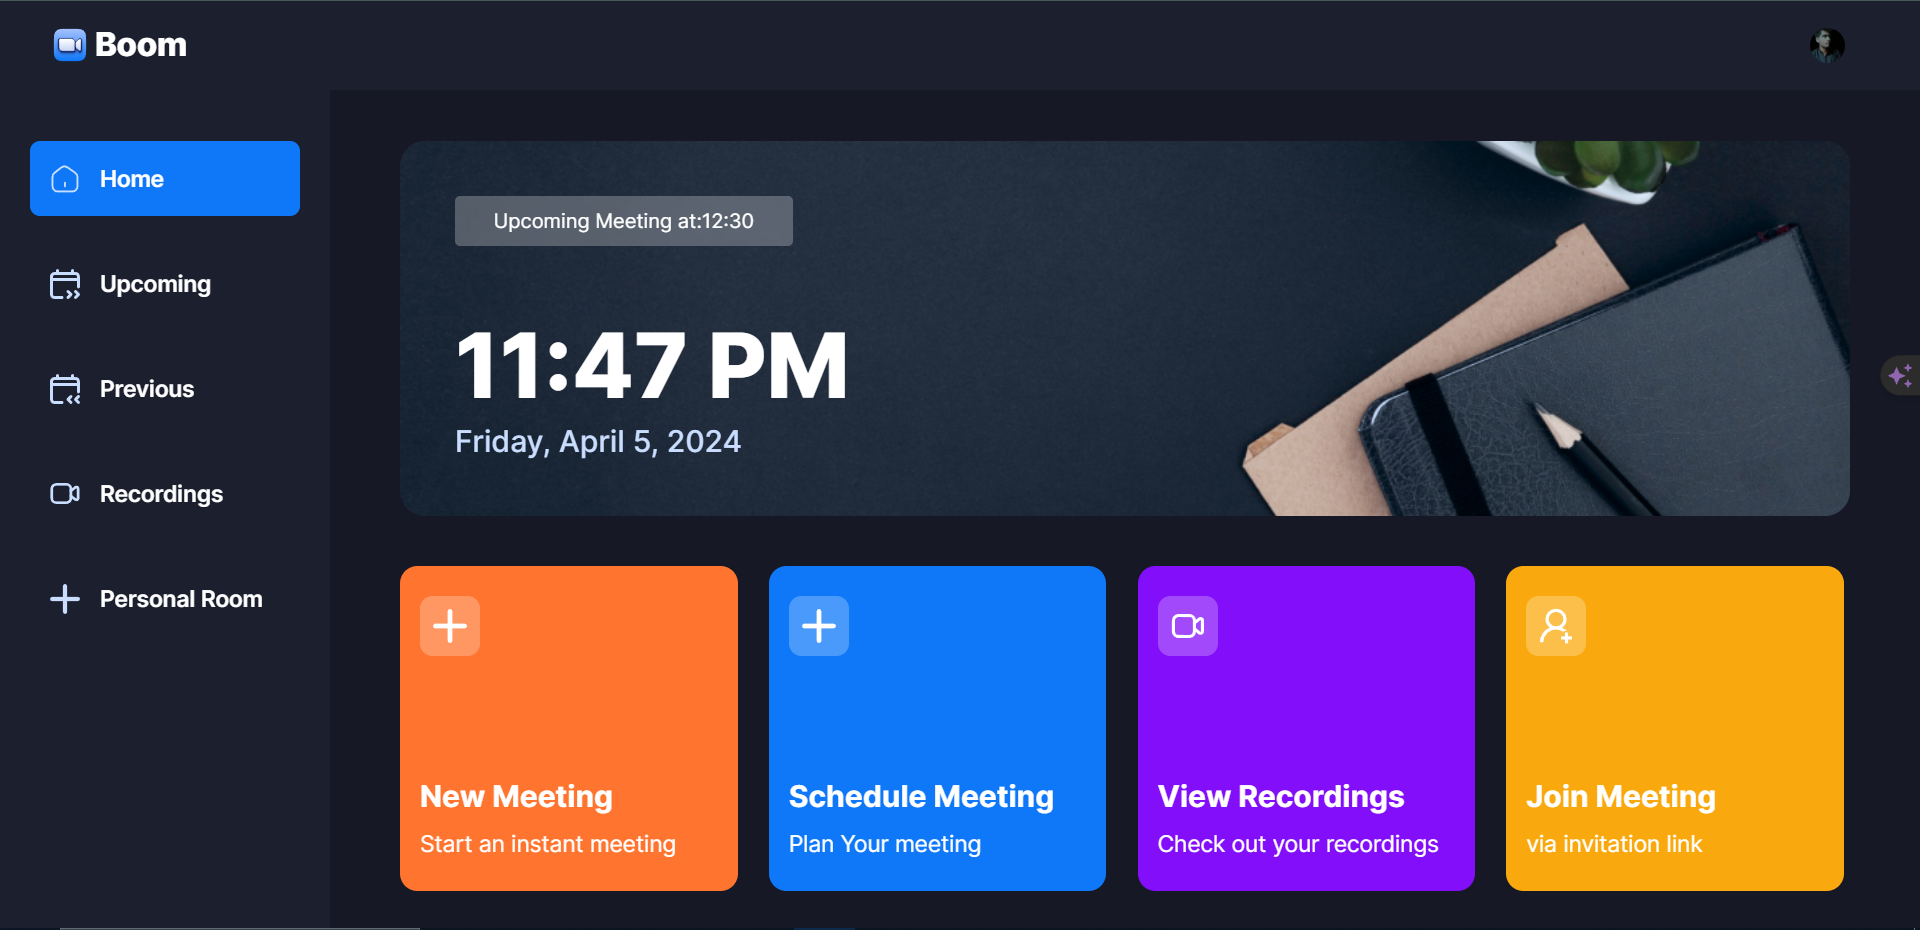 Boom
Home
Upcoming
Previous
Recordings
Personal Room
Upcoming Meeting at:12:30
11:47 PM
Friday, April 5, 2024
New Meeting
Start an instant meeting
Schedule Meeting
Plan Your meeting
View Recordings
Check out your recordings
Join Meeting
via invitation link